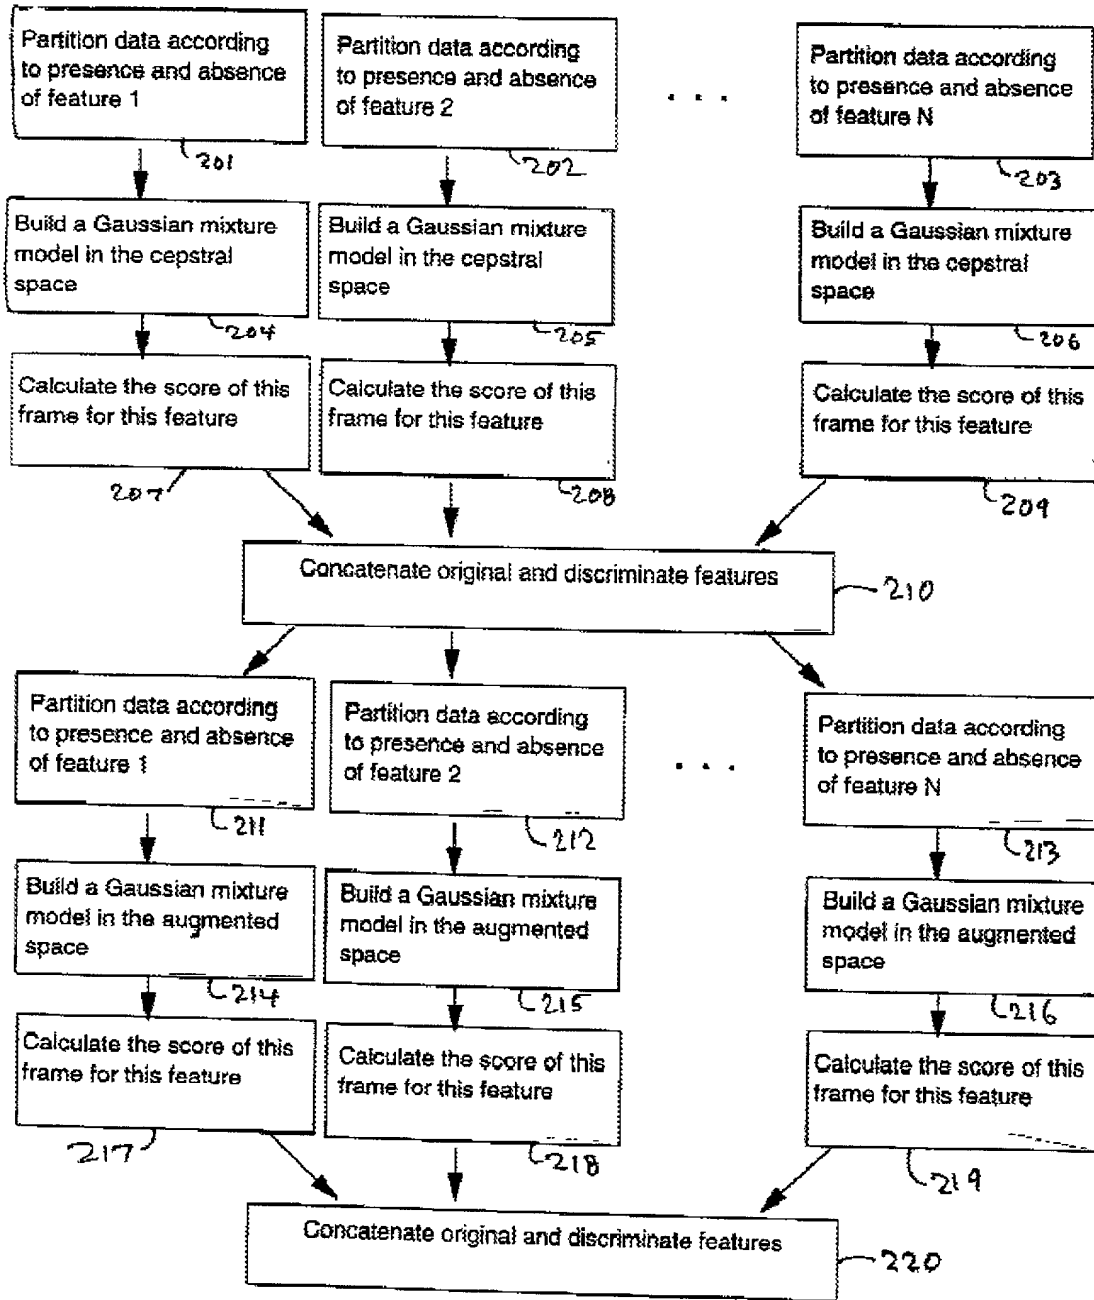 Partition data according
to presence and absence
of feature 1
201
Partition data according
to presence and absence
of feature 2
202
. . .
Partition data according
to presence and absence
of feature N
203
Build a Gaussian mixture
model in the cepstral
space
204
Build a Gaussian mixture
model in the cepstral
space
205
Build a Gaussian mixture
model in the cepstral
space
206
Calculate the score of this
frame for this feature
207
Calculate the score of this
frame for this feature
208
Calculate the score of this
frame for this feature
209
Concatenate original and discriminate features
210
Partition data according
to presence and absence
of feature 1
211
Partition data according
to presence and absence
of feature 2
212
. . .
Partition data according
to presence and absence
of feature N
213
Build a Gaussian mixture
model in the augmented
space
214
Build a Gaussian mixture
model in the augmented
space
215
Build a Gaussian mixture
model in the augmented
space
216
Calculate the score of this
frame for this feature
217
Calculate the score of this
frame for this feature
218
Calculate the score of this
frame for this feature
219
Concatenate original and discriminate features
220